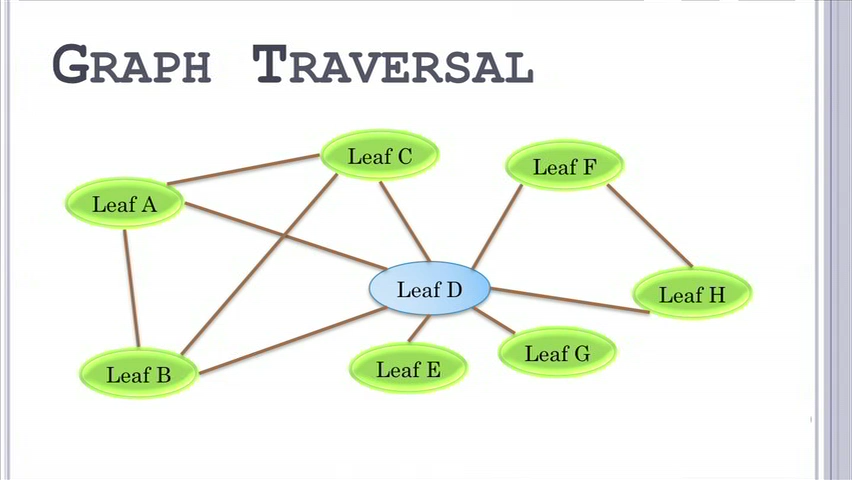 GRAPH TRAVERSAL
Leaf C
Leaf F
Leaf A
Leaf D
Leaf H
Leaf G
Leaf E
Leaf B